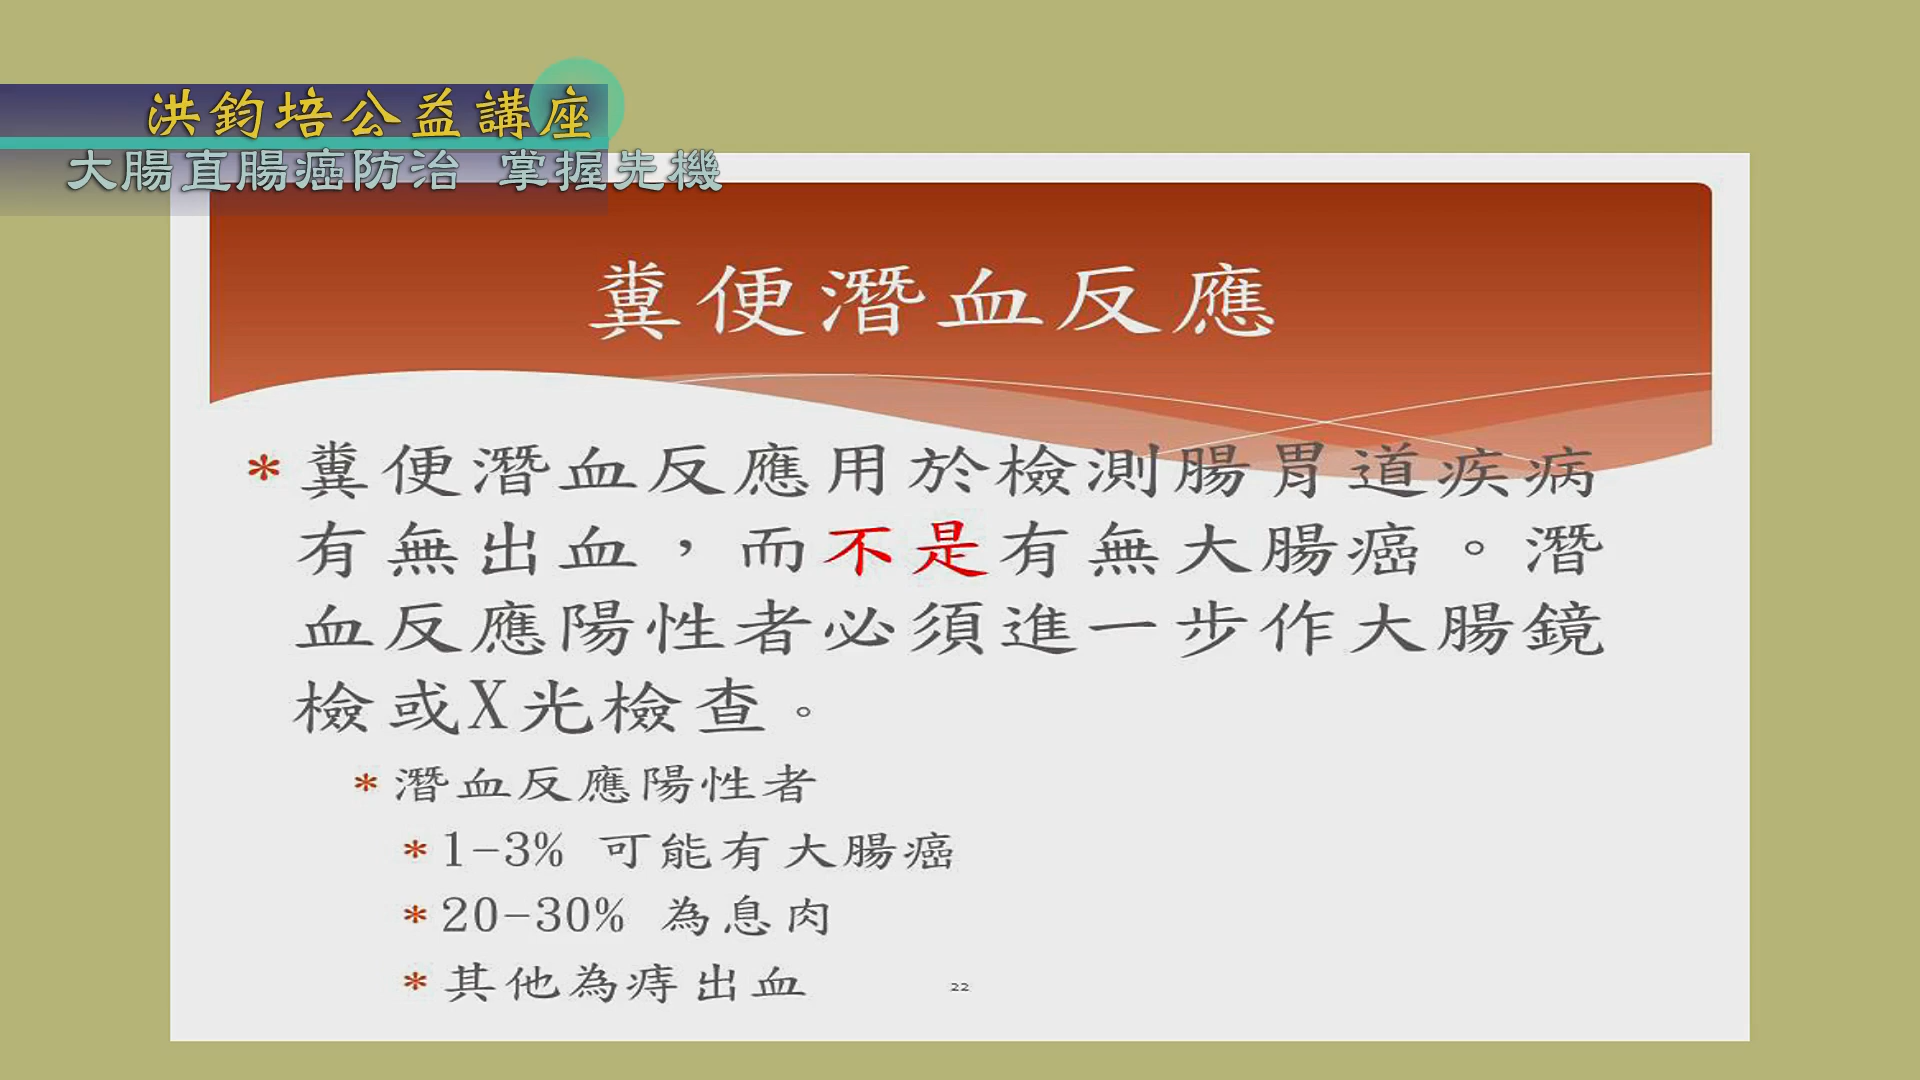 洪鈞培公益講座
大腸直腸癌防治 掌握先機
糞便潛血反應
* 糞便潛血反應用於檢測腸胃道疾病
有無出血，而不是有無大腸癌。潛
血反應陽性者必須進一步作大腸鏡
檢或X光檢查。
* 潛血反應陽性者
* 1-3% 可能有大腸癌
* 20-30% 為息肉
* 其他為痔出血
22